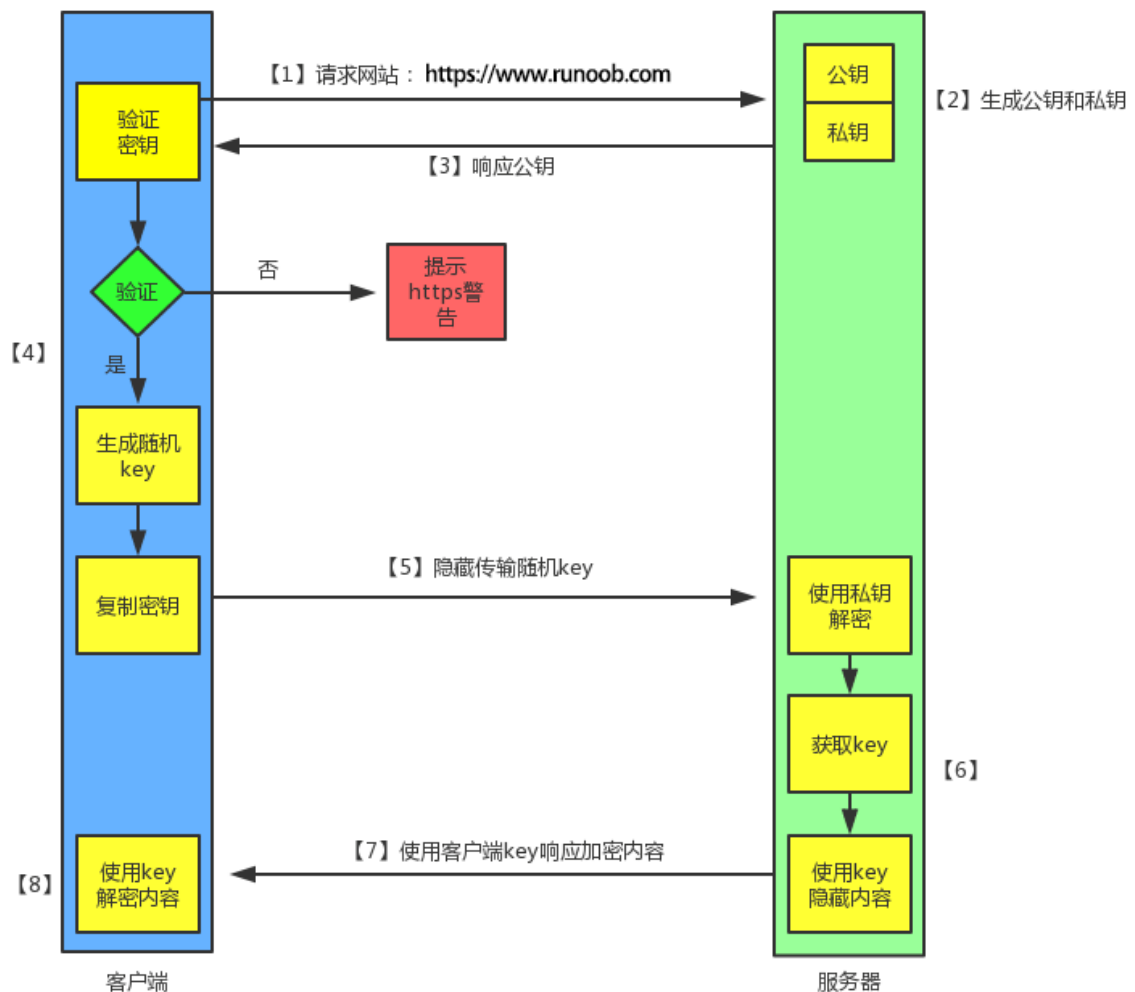 【1】请求网站： https://www.runoob.com
公钥
【2】生成公钥和私钥
验证
密钥
私钥
【3】响应公钥
否
提示
https警
告
验证
【4】
是
生成随机
key
【5】隐藏传输随机key
复制密钥
使用私钥
解密
获取key
【6】
【7】使用客户端key响应加密内容
【8】
使用key
解密内容
使用key
隐藏内容
客户端
服务器